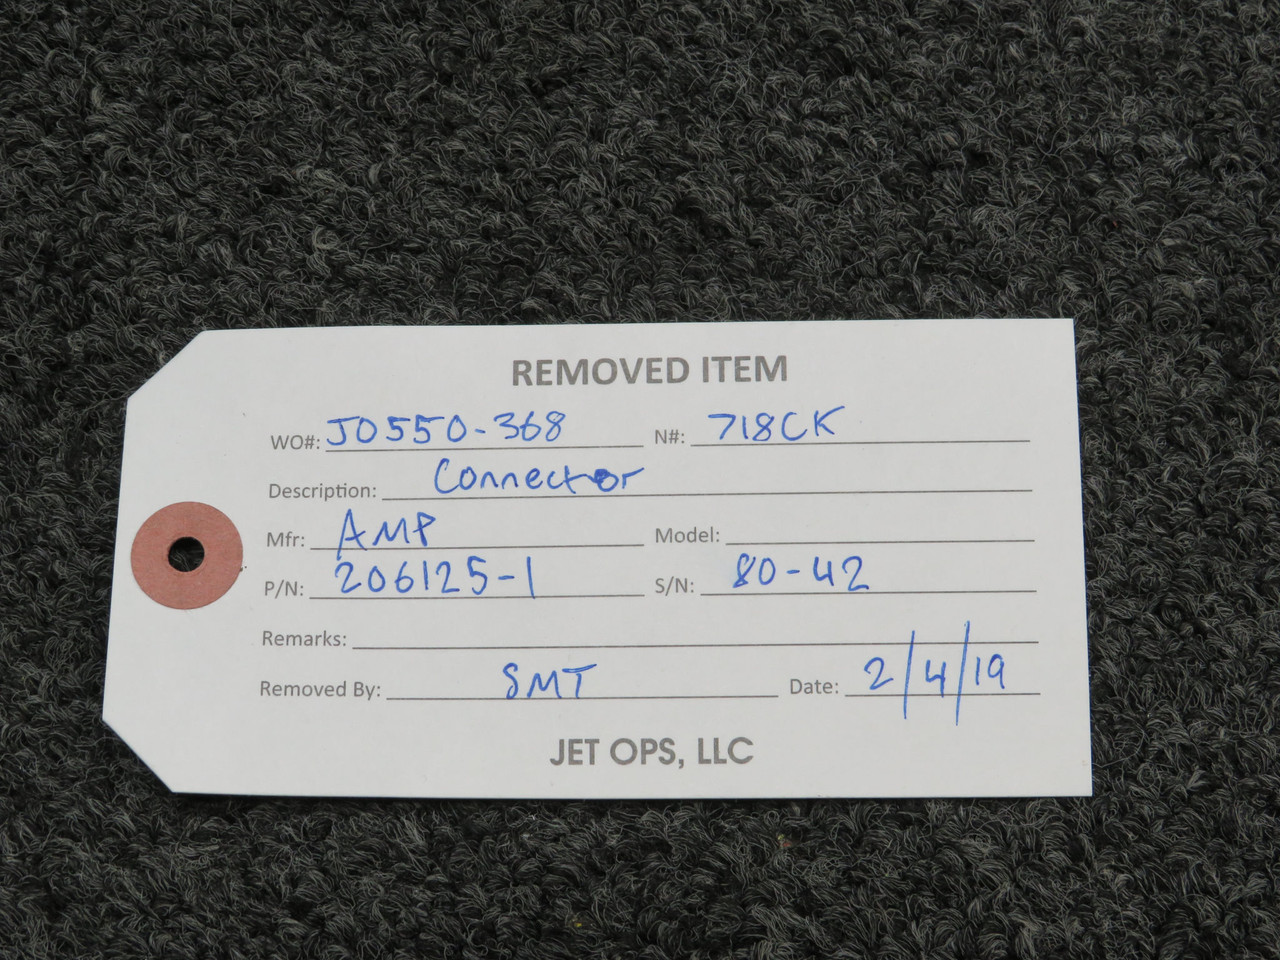 REMOVED ITEM
WO#: JO550-368 N#: 718CK
Description: Connector
Mfr: AMP Model:
P/N: 206125-1 S/N: 80-42
Remarks:
Removed By: SMT Date: 2/4/19
JET OPS, LLC